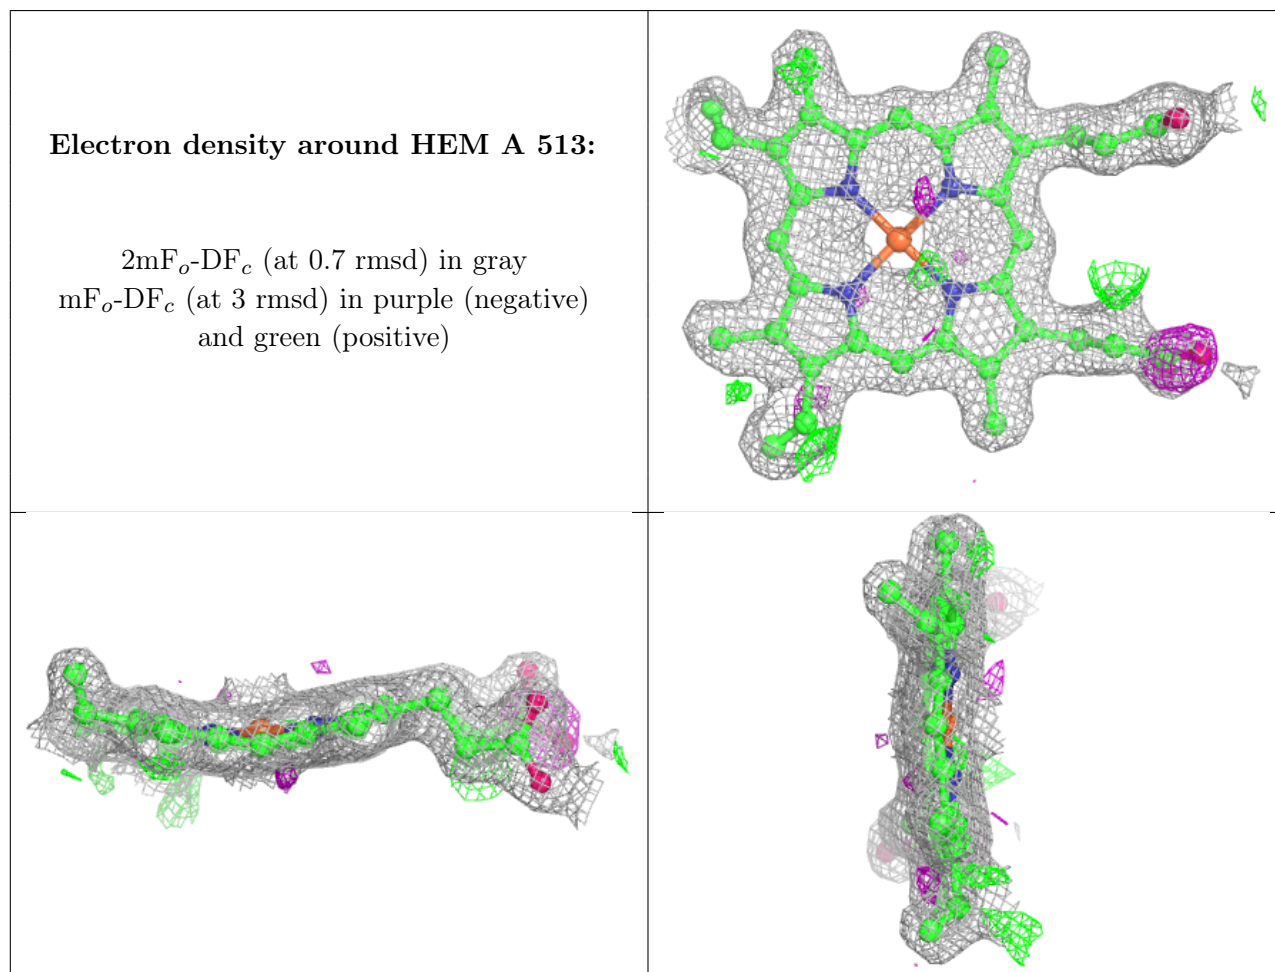 Electron density around HEM A 513:
2mFo-DFc (at 0.7 rmsd) in gray
mFo-DFc (at 3 rmsd) in purple (negative)
and green (positive)